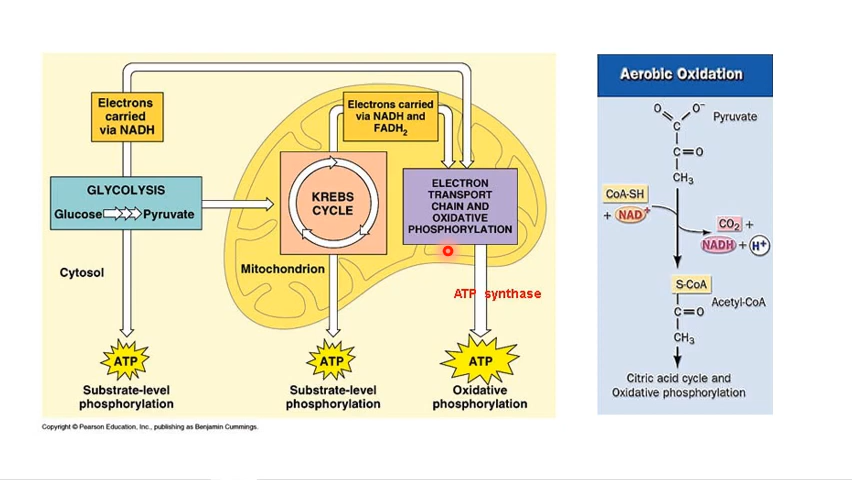 Electrons
carried
via NADH
Electrons carried
via NADH and
FADH2
GLYCOLYSIS
Glucose Pyruvate
KREBS
CYCLE
ELECTRON
TRANSPORT
CHAIN AND
OXIDATIVE
PHOSPHORYLATION
Cytosol
Mitochondrion
ATP synthase
ATP
ATP
ATP
Substrate-level
phosphorylation
Substrate-level
phosphorylation
Oxidative
phosphorylation
Copyright © Pearson Education, Inc., publishing as Benjamin Cummings.
Aerobic Oxidation
O O-
Pyruvate
C
C=O
CH3
CoA-SH
+ NAD+
CO2 +
NADH + H+
S-CoA
Acetyl-CoA
C=O
CH3
Citric acid cycle and
Oxidative phosphorylation